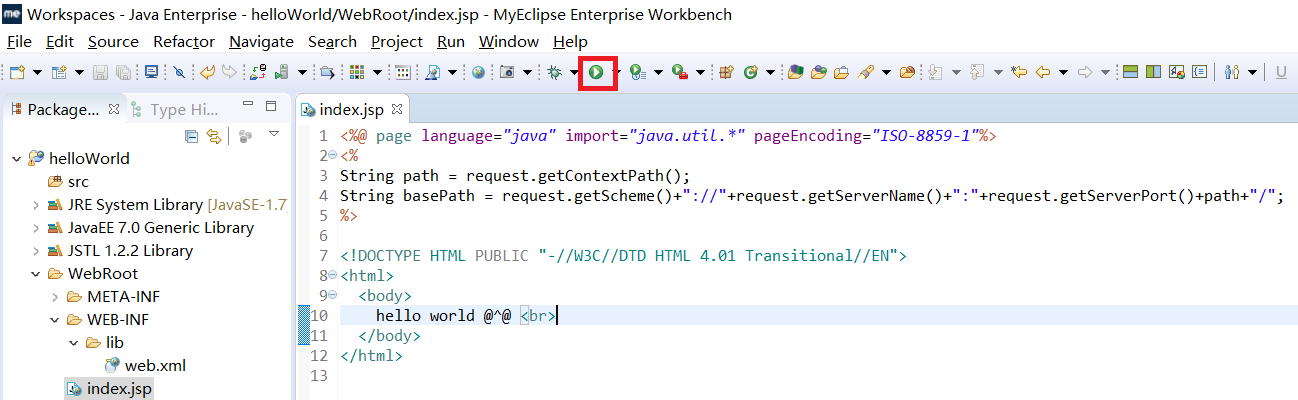 me Workspaces - Java Enterprise - helloWorld/WebRoot/index.jsp - MyEclipse Enterprise Workbench
File Edit Source Refactor Navigate Search Project Run Window Help
Package... Type Hi...
index.jsp
helloWorld
src
JRE System Library [JavaSE-1.7]
JavaEE 7.0 Generic Library
JSTL 1.2.2 Library
WebRoot
META-INF
WEB-INF
lib
web.xml
index.jsp
1 <%@ page language="java" import="java.util.*" pageEncoding="ISO-8859-1"%>
2 <%
3 String path = request.getContextPath();
4 String basePath = request.getScheme()+"://"+request.getServerName()+":"+request.getServerPort()+path+"/";
5 %>
6
7 <!DOCTYPE HTML PUBLIC "-//W3C//DTD HTML 4.01 Transitional//EN">
8 <html>
9 <body>
10 hello world @^@ <br>
11 </body>
12 </html>
13